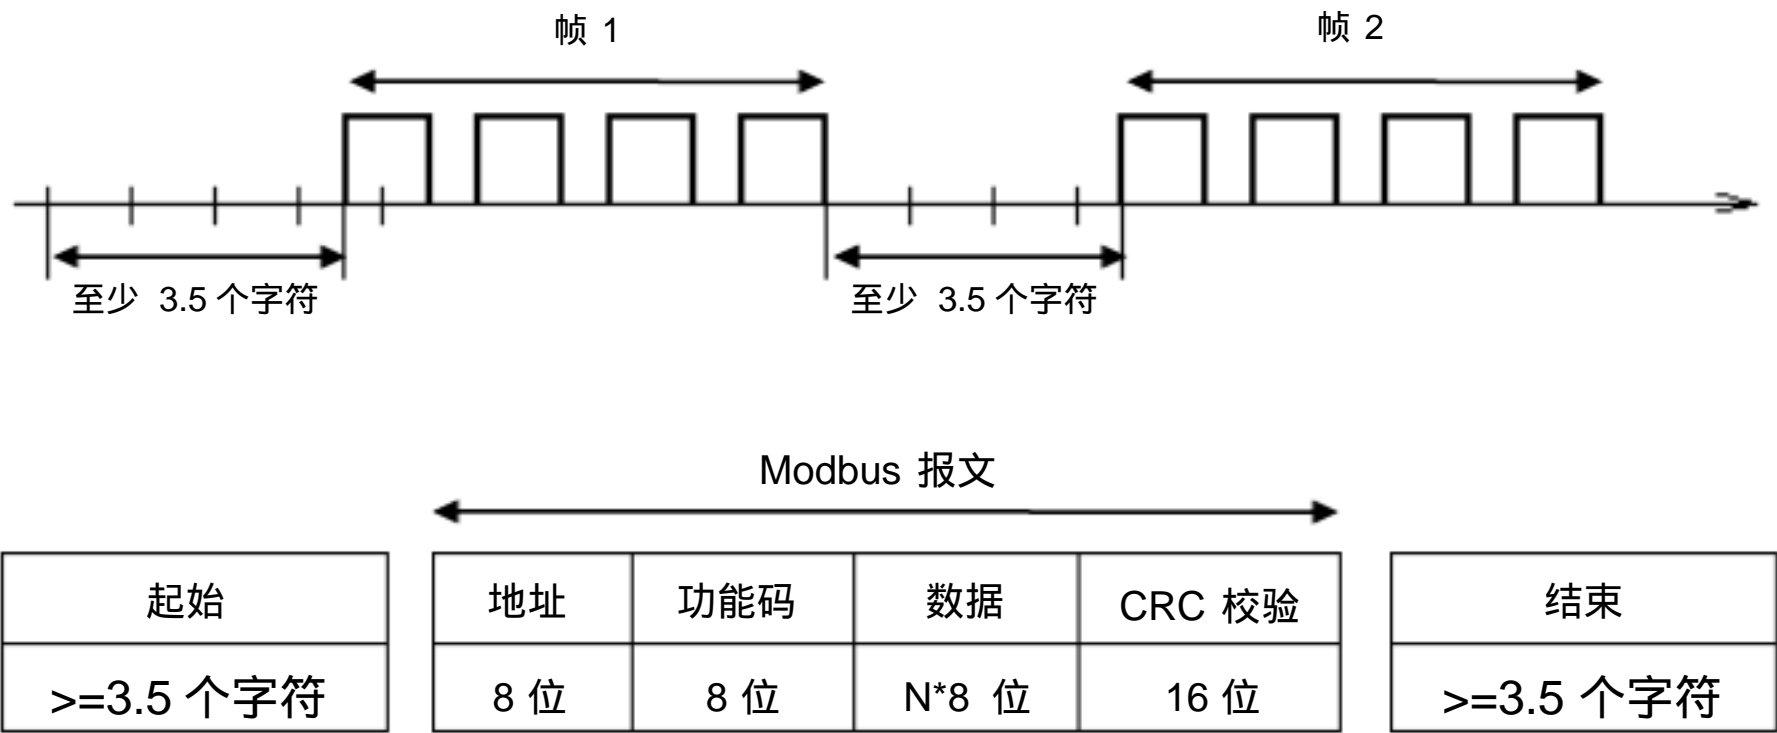 帧 1
帧 2
至少 3.5 个字符
至少 3.5 个字符
Modbus 报文
起始
地址
功能码
数据
CRC 校验
结束
>=3.5 个字符
8 位
8 位
N*8 位
16 位
>=3.5 个字符